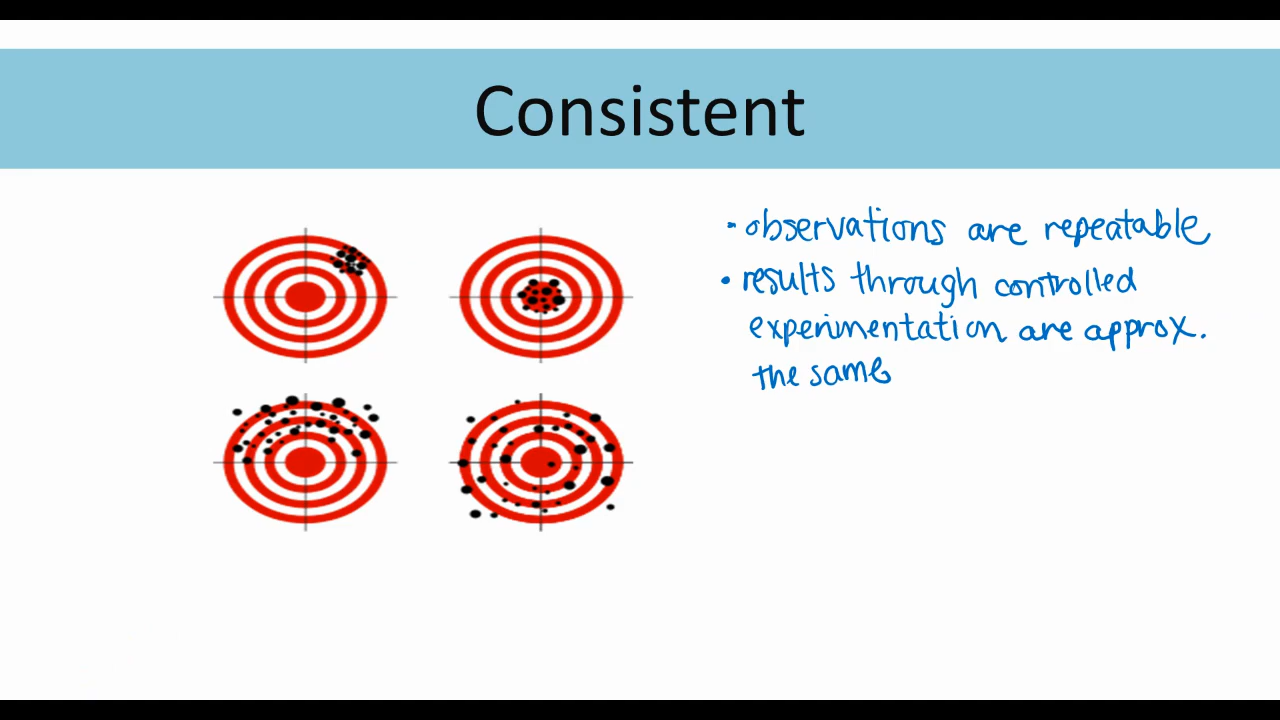 Consistent
• observations are repeatable
• results through controlled
experimentation are approx.
the same